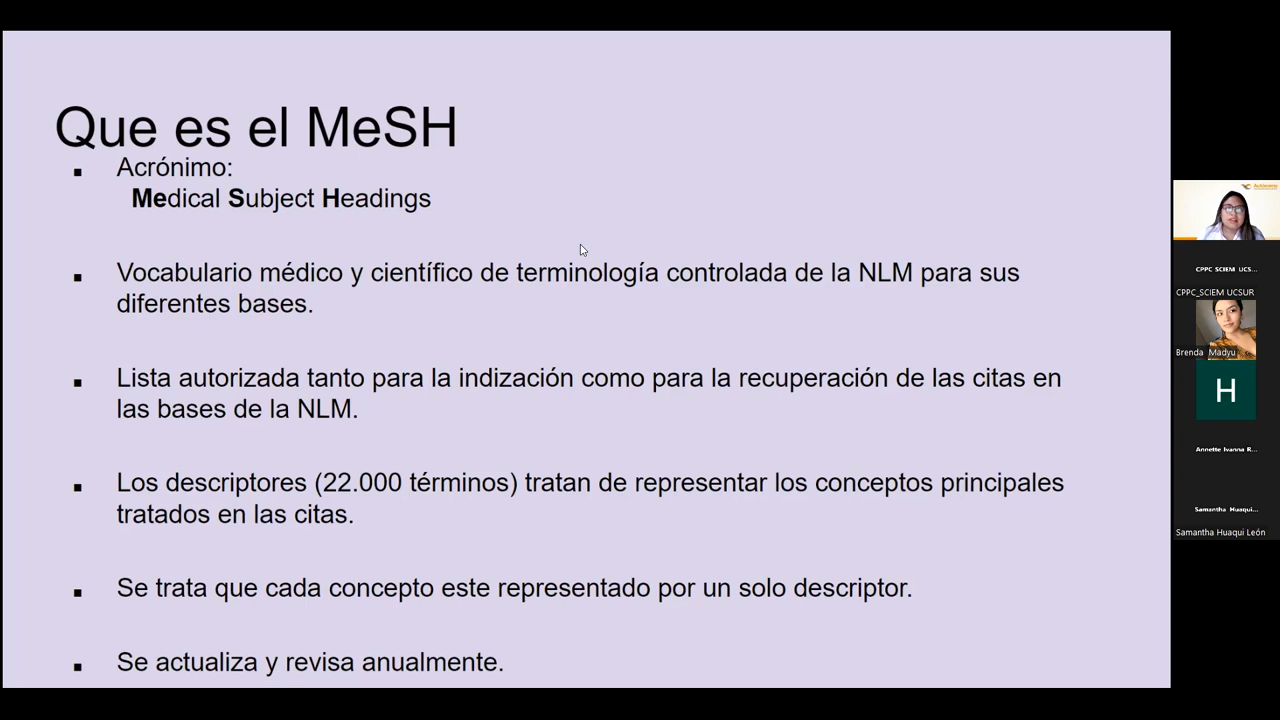 Que es el MeSH
▪ Acrónimo:
Medical Subject Headings
▪ Vocabulario médico y científico de terminología controlada de la NLM para sus
diferentes bases.
▪ Lista autorizada tanto para la indización como para la recuperación de las citas en
las bases de la NLM.
▪ Los descriptores (22.000 términos) tratan de representar los conceptos principales
tratados en las citas.
▪ Se trata que cada concepto este representado por un solo descriptor.
▪ Se actualiza y revisa anualmente.
CPPC SCIEM UCS...
CPPC_SCIEM UCSUR
Brenda Madyu
H
Annette Ivanna R...
Samantha Huaqui...
Samantha Huaqui León